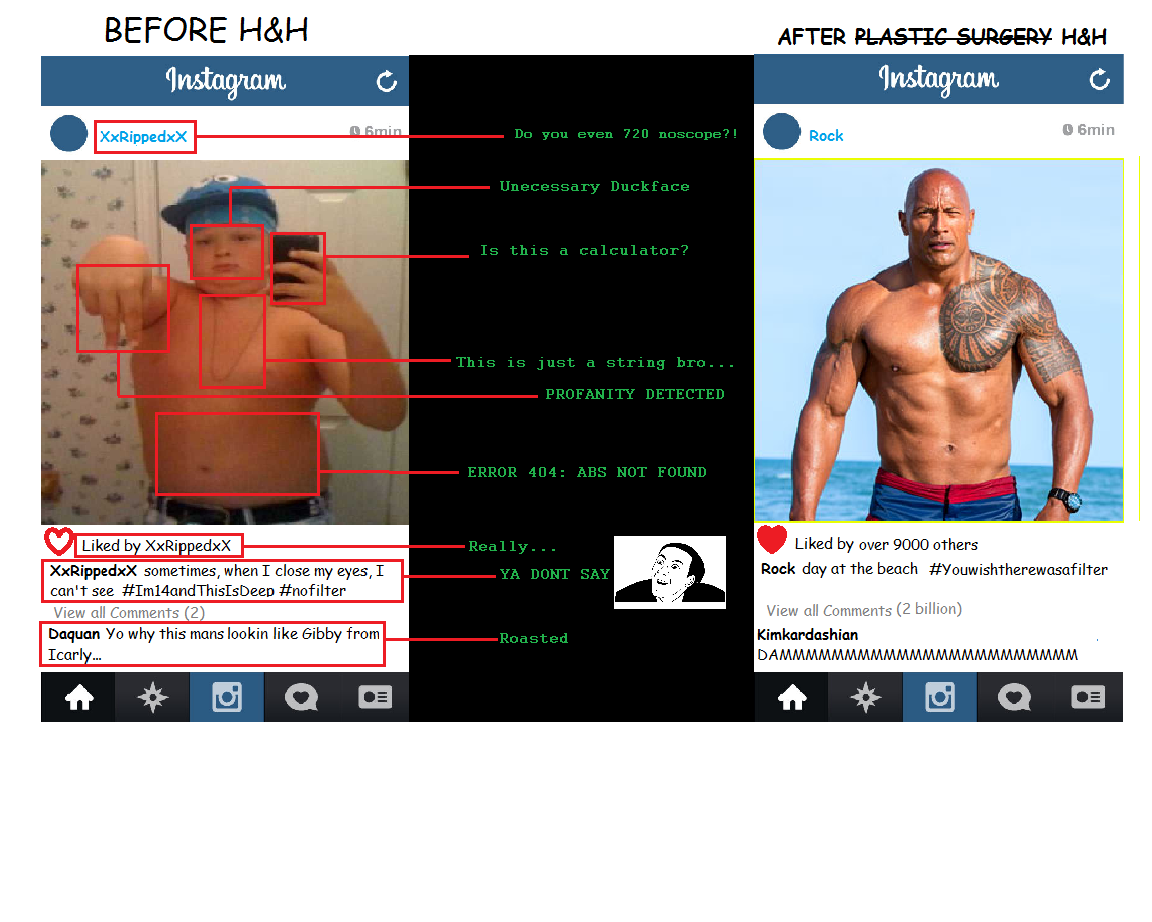 BEFORE H&H
AFTER PLASTIC SURGERY H&H
Instagram
XxRippedxX
6min
Do you even 720 noscope?!
Unecessary Duckface
Is this a calculator?
This is just a string bro...
PROFANITY DETECTED
ERROR 404: ABS NOT FOUND
Liked by XxRippedxX
Really...
XxRippedxX sometimes, when I close my eyes, I
can't see #Im14andThisIsDeep #nofilter
YA DONT SAY
View all Comments (2)
Daquan Yo why this mans lookin like Gibby from
Icarly...
Roasted
Instagram
Rock
6min
Liked by over 9000 others
Rock day at the beach #Youwishtherewasafilter
View all Comments (2 billion)
Kimkardashian
DAMMMMMMMMMMMMMMMMMMMMMMM